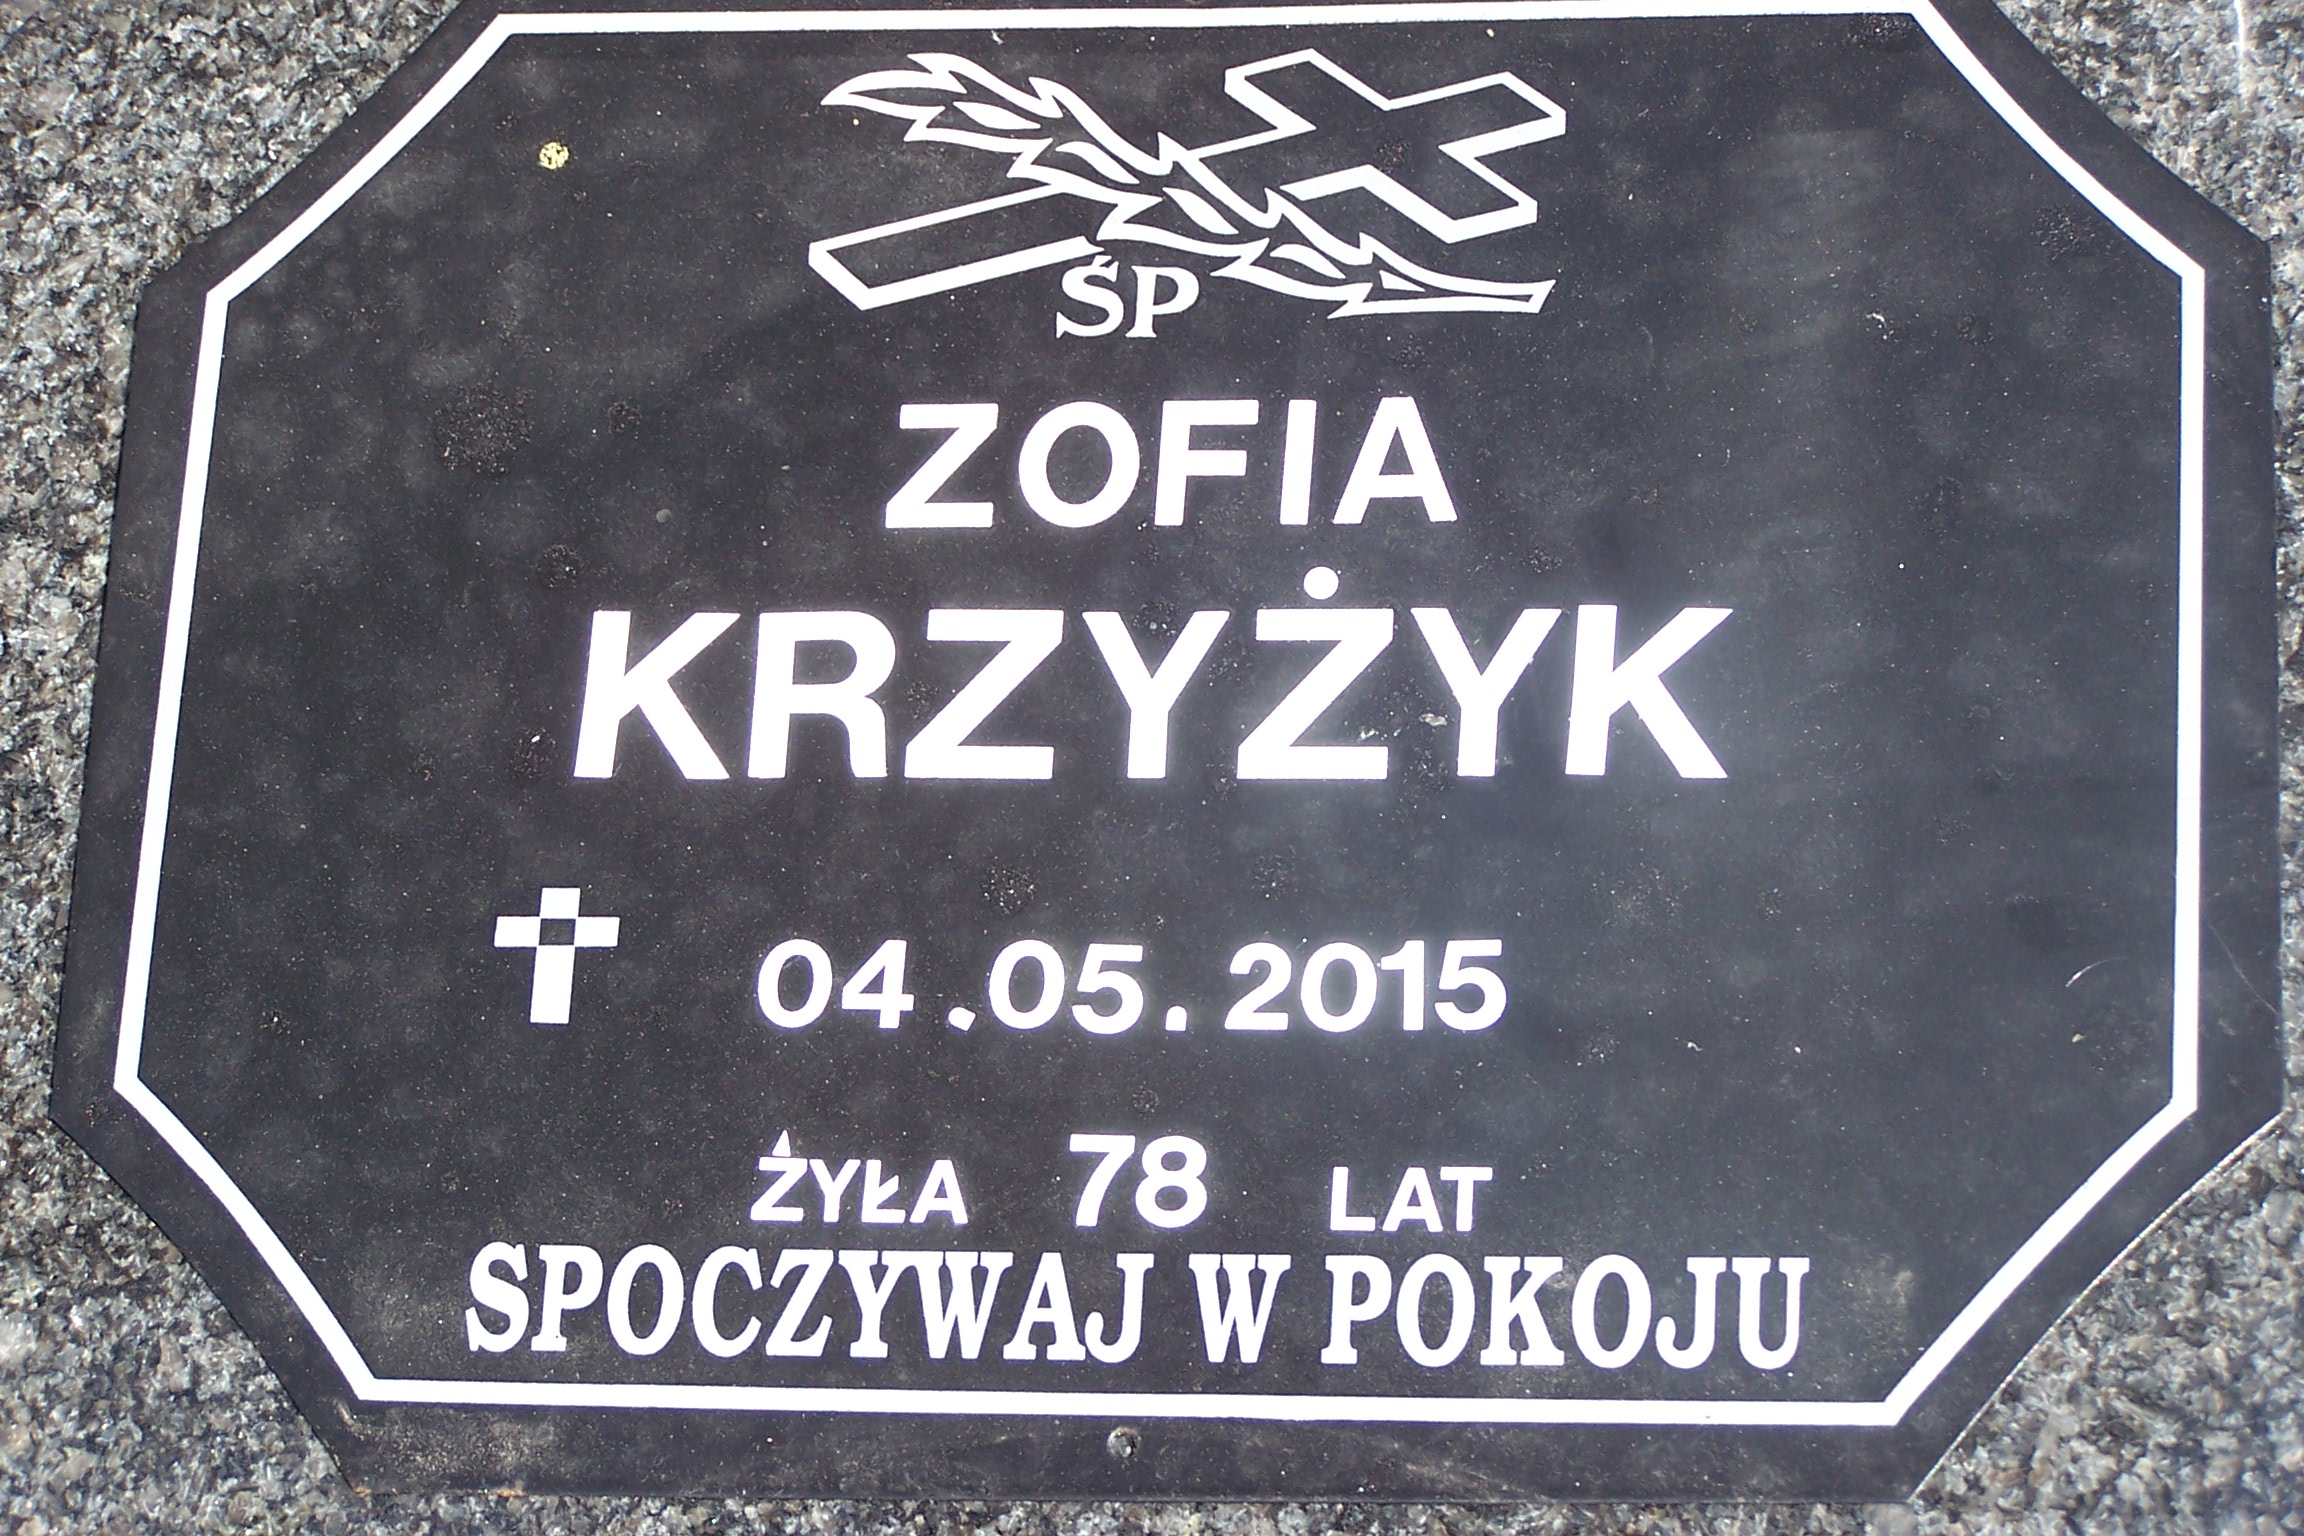 ŚP
ZOFIA
KRZYŻYK
04.05.2015
ŻYŁA 78 LAT
SPOCZYWAJ W POKOJU